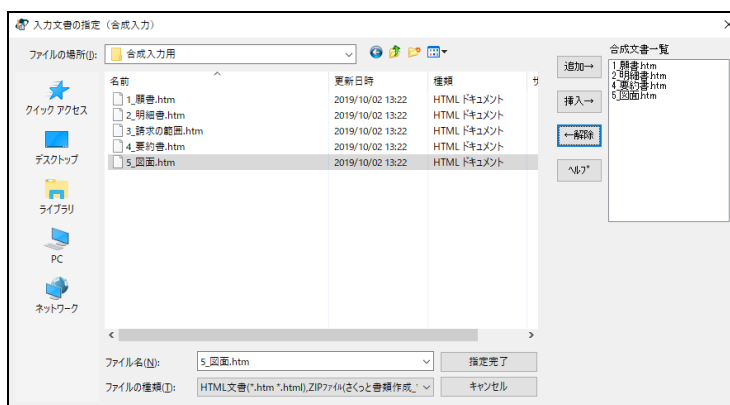 入力文書の指定（合成入力）
ファイルの場所(I):
合成入力用
名前
更新日時
種類
サ
1_願書.htm
2019/10/02 13:22
HTML ドキュメント
2_明細書.htm
2019/10/02 13:22
HTML ドキュメント
3_請求の範囲.htm
2019/10/02 13:22
HTML ドキュメント
4_要約書.htm
2019/10/02 13:22
HTML ドキュメント
5_図面.htm
2019/10/02 13:22
HTML ドキュメント
クイック アクセス
デスクトップ
ライブラリ
PC
ネットワーク
ファイル名(N):
5_図面.htm
指定完了
ファイルの種類(T):
HTML文書(*.htm *.html),ZIPファイル(さくっと書類作成_
キャンセル
追加→
挿入→
←解除
ヘルプ
合成文書一覧
1_願書.htm
2_明細書.htm
4_要約書.htm
5_図面.htm